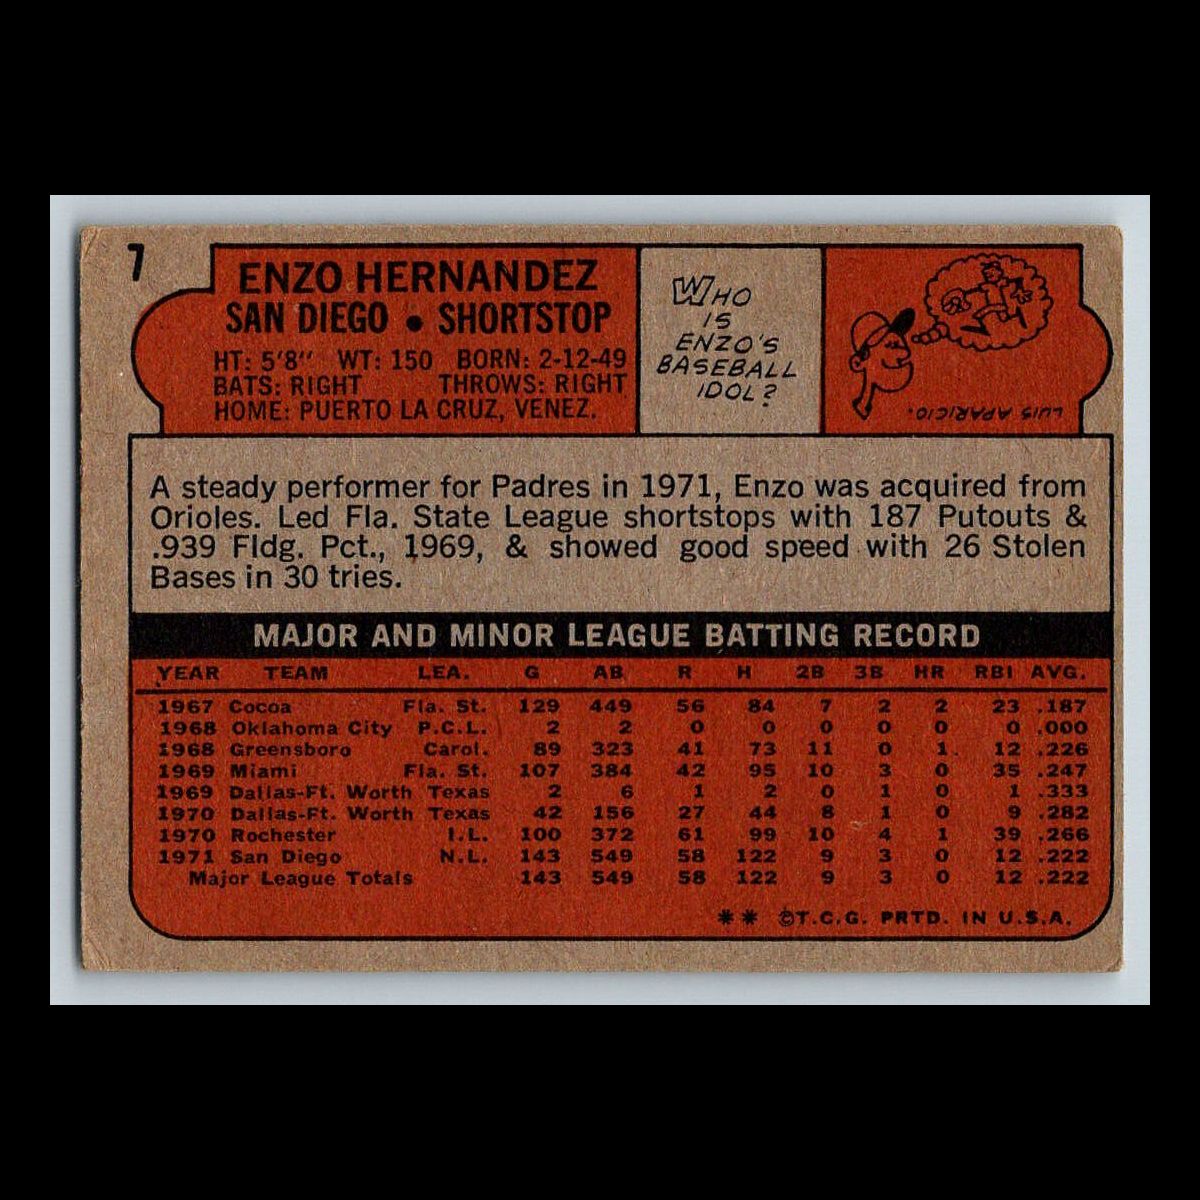 7
ENZO HERNANDEZ
SAN DIEGO • SHORTSTOP
HT: 5'8" WT: 150 BORN: 2-12-49
BATS: RIGHT THROWS: RIGHT
HOME: PUERTO LA CRUZ, VENEZ.
WHO
IS
ENZO'S
BASEBALL
IDOL?
LUIS APARICIO.
A steady performer for Padres in 1971, Enzo was acquired from
Orioles. Led Fla. State League shortstops with 187 Putouts &
.939 Fldg. Pct., 1969, & showed good speed with 26 Stolen
Bases in 30 tries.
MAJOR AND MINOR LEAGUE BATTING RECORD
YEAR TEAM LEA. G AB R H 2B 3B HR RBI AVG.
1967 Cocoa Fla. St. 129 449 56 84 7 2 2 23 .187
1968 Oklahoma City P.C.L. 2 2 0 0 0 0 0 0 .000
1968 Greensboro Carol. 89 323 41 73 11 0 1 12 .226
1969 Miami Fla. St. 107 384 42 95 10 3 0 35 .247
1969 Dallas-Ft. Worth Texas 2 6 1 2 0 1 0 1 .333
1970 Dallas-Ft. Worth Texas 42 156 27 44 8 1 0 9 .282
1970 Rochester I.L. 100 372 61 99 10 4 1 39 .266
1971 San Diego N.L. 143 549 58 122 9 3 0 12 .222
Major League Totals 143 549 58 122 9 3 0 12 .222
** ©T.C.G. PRTD. IN U.S.A.